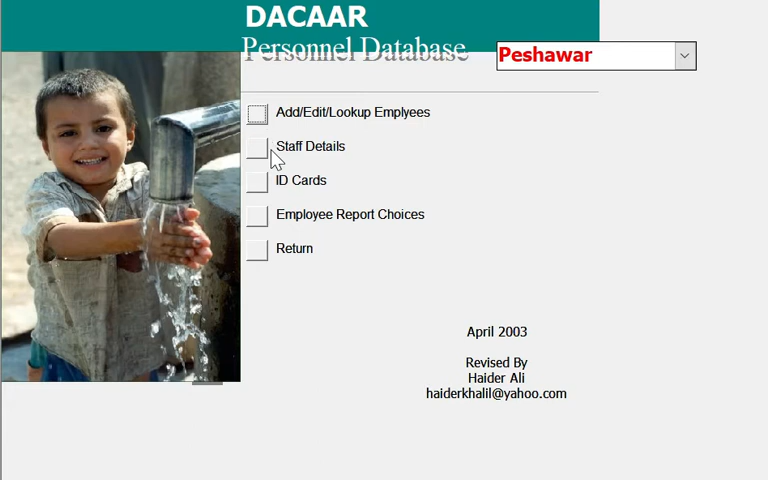 DACAAR
Personnel Database
Peshawar
Add/Edit/Lookup Emplyees
Staff Details
ID Cards
Employee Report Choices
Return
April 2003
Revised By
Haider Ali
haiderkhalil@yahoo.com